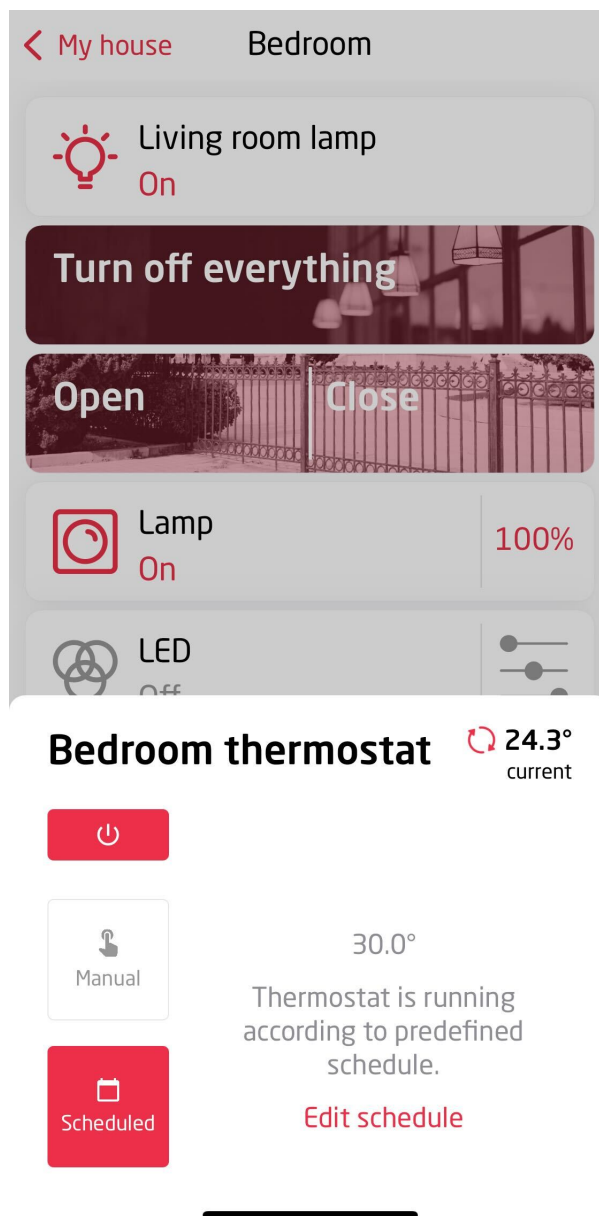 My house
Bedroom
Living room lamp
On
Turn off everything
Open
Close
Lamp
On
100%
LED
Off
Bedroom thermostat
24.3°
current
Manual
30.0°
Thermostat is running
according to predefined
schedule.
Scheduled
Edit schedule